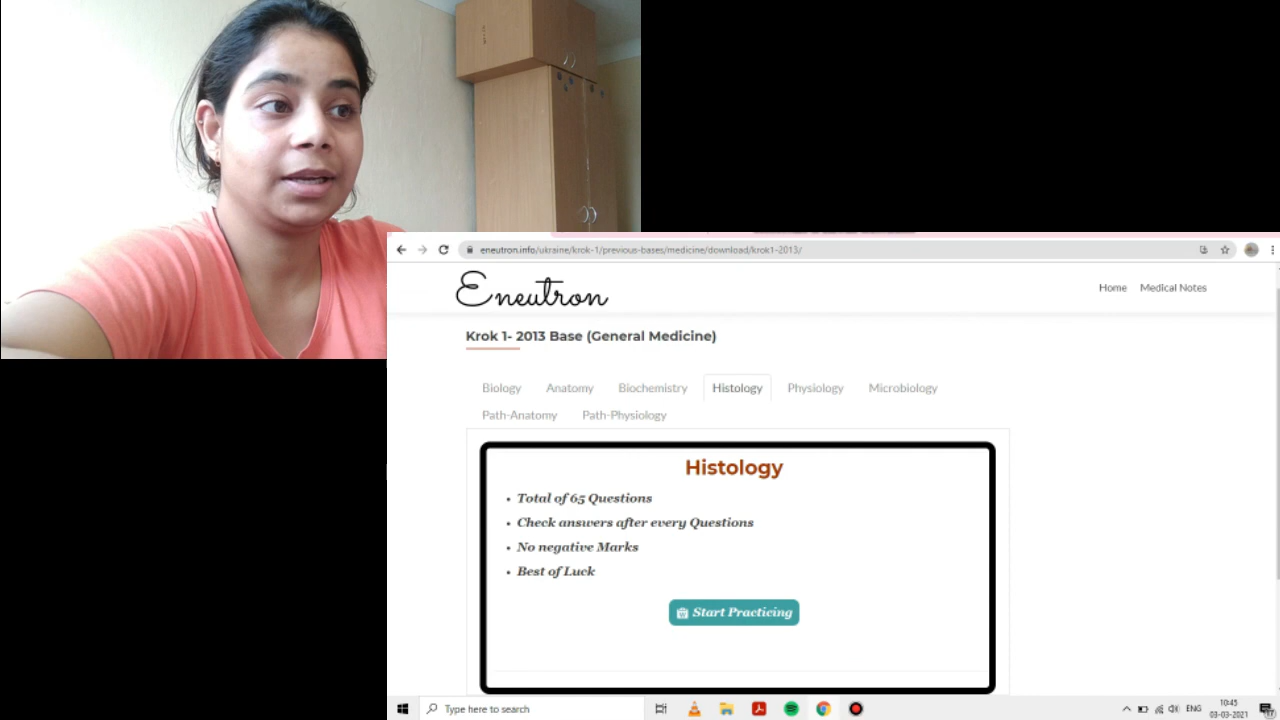 eneutron.info/ukraine/krok-1/previous-bases/medicine/download/krok1-2013/
Eneutron
Home Medical Notes
Krok 1- 2013 Base (General Medicine)
Biology Anatomy Biochemistry Histology Physiology Microbiology
Path-Anatomy Path-Physiology
Histology
• Total of 65 Questions
• Check answers after every Questions
• No negative Marks
• Best of Luck
Start Practicing
Type here to search
ENG
10:45
03-03-2021